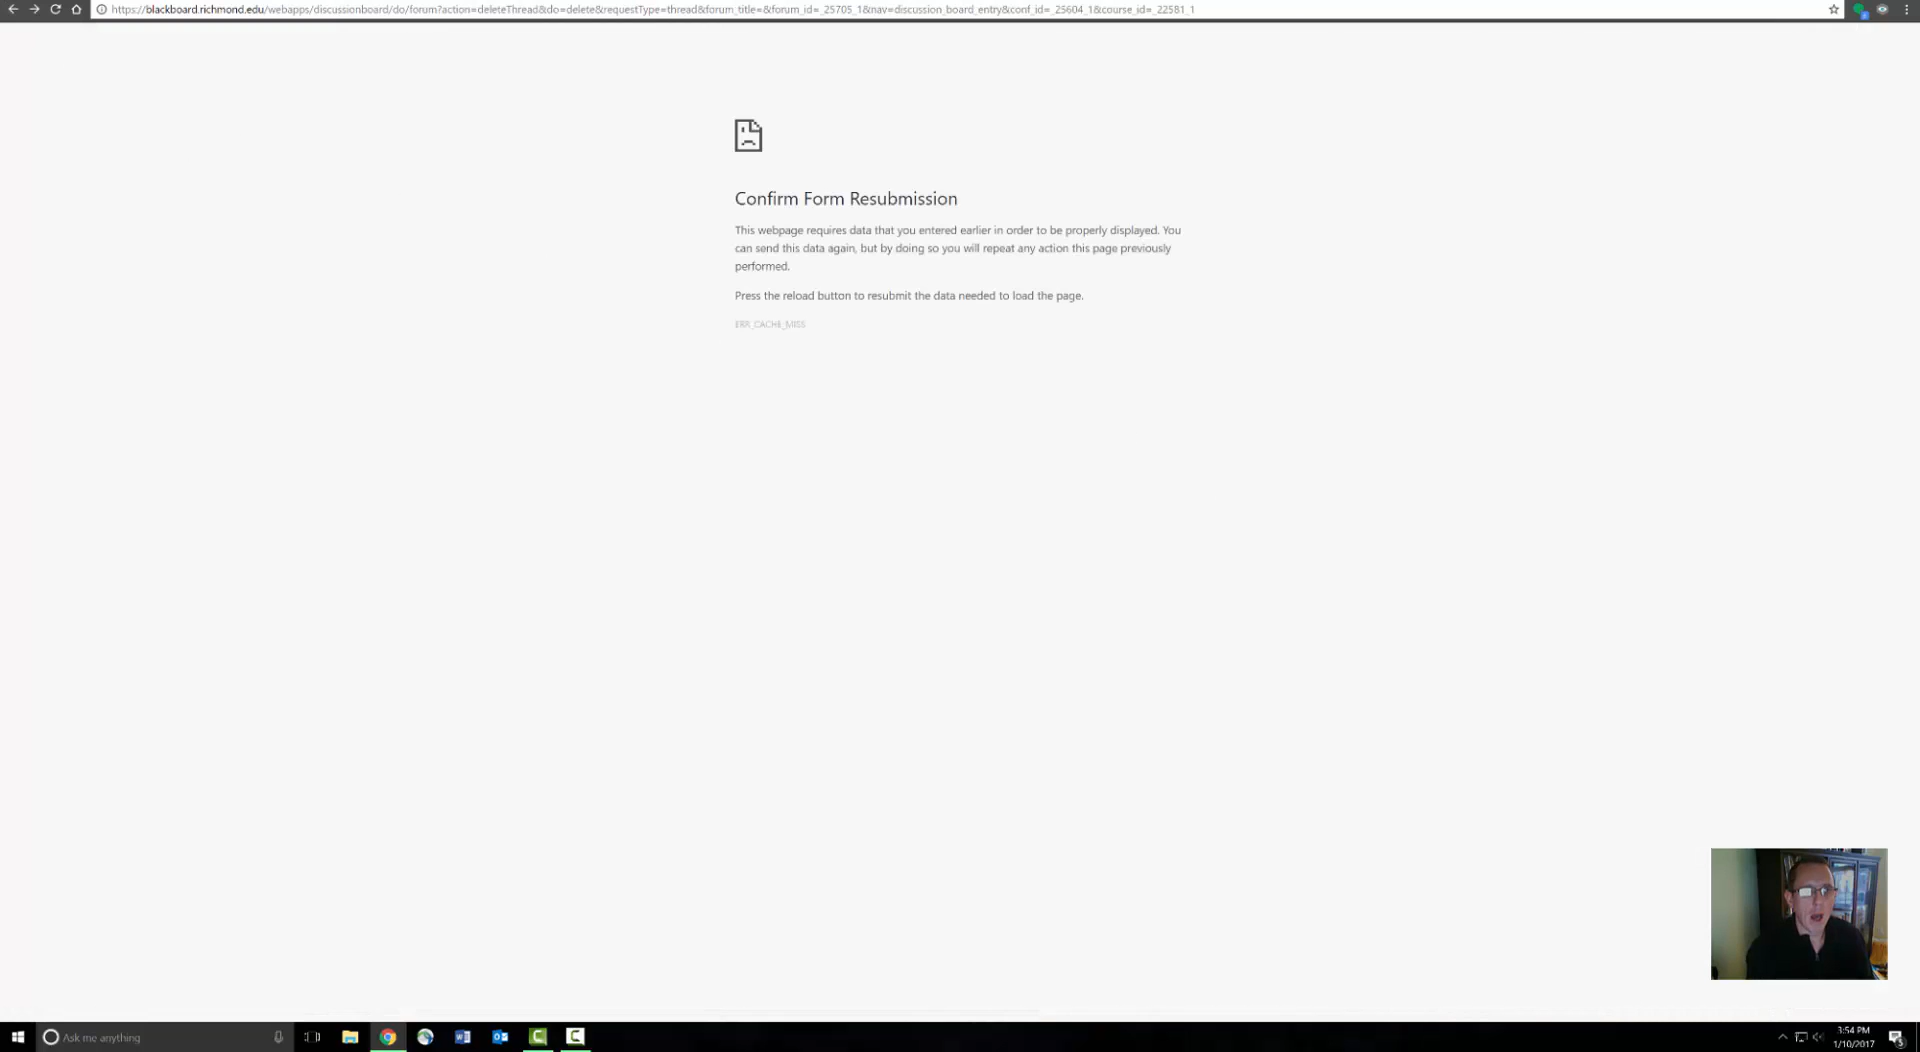 https://blackboard.richmond.edu/webapps/discussionboard/do/forum?action=deleteThread&do=delete&requestType=thread&forum_title=&forum_id=_25705_1&nav=discussion_board_entry&conf_id=_25604_1&course_id=_22581_1
Confirm Form Resubmission
This webpage requires data that you entered earlier in order to be properly displayed. You
can send this data again, but by doing so you will repeat any action this page previously
performed.
Press the reload button to resubmit the data needed to load the page.
ERR_CACHE_MISS
Ask me anything
3:54 PM
1/10/2017